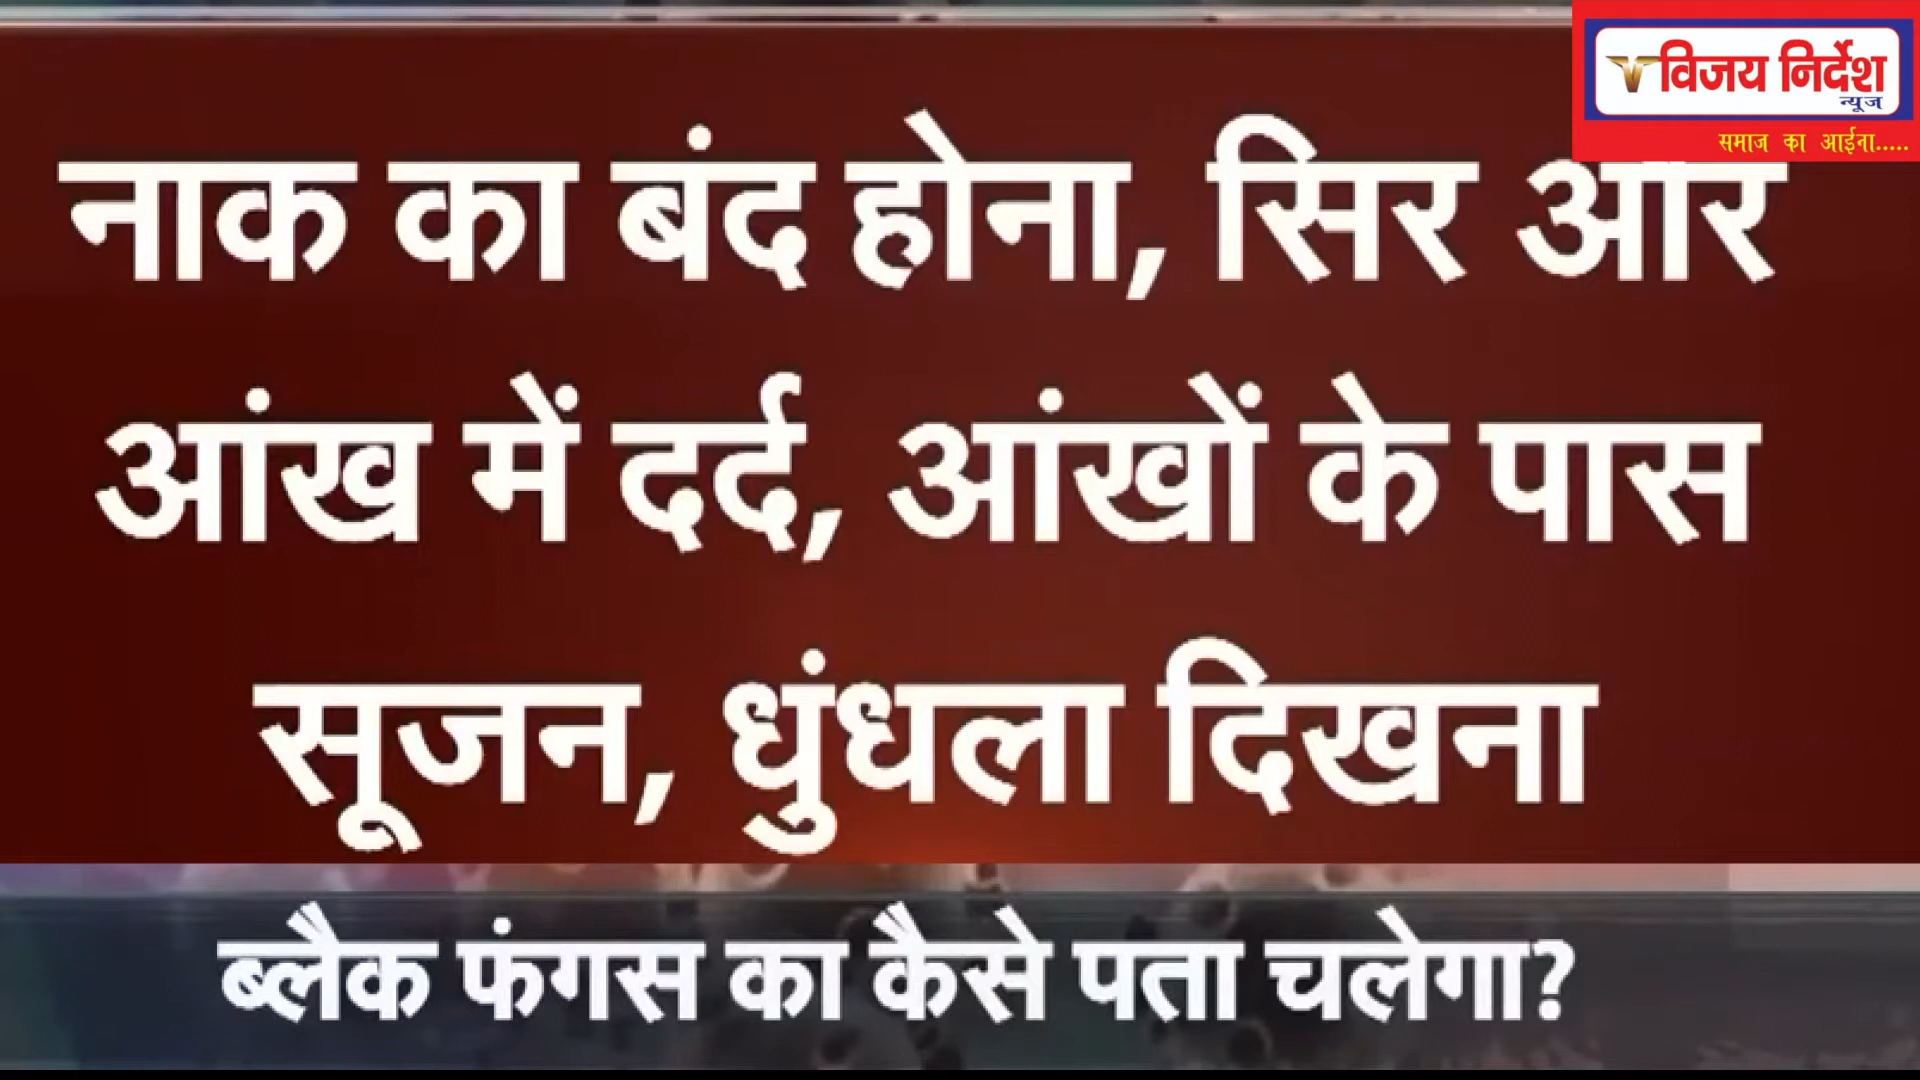 विजय निर्देश
न्यूज
समाज का आईना.....
नाक का बंद होना, सिर और
आंख में दर्द, आंखों के पास
सूजन, धुंधला दिखना
ब्लैक फंगस का कैसे पता चलेगा?